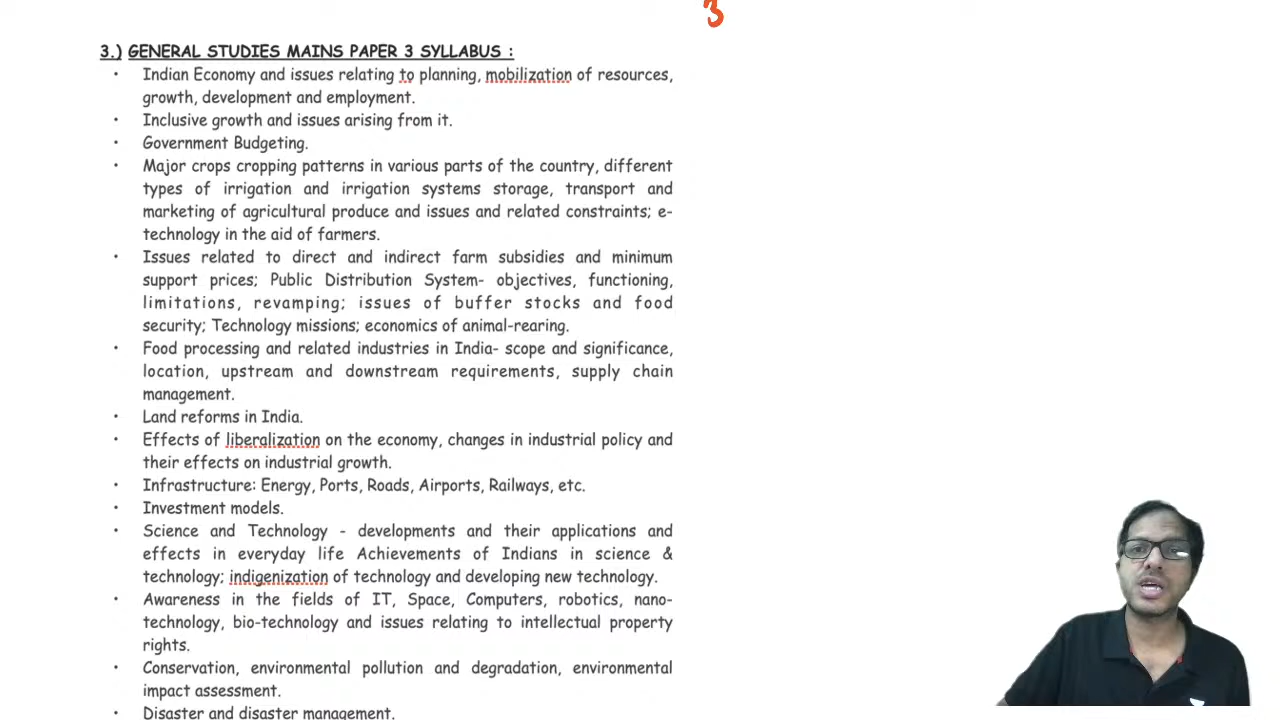 3
3.) GENERAL STUDIES MAINS PAPER 3 SYLLABUS :
• Indian Economy and issues relating to planning, mobilization of resources,
growth, development and employment.
• Inclusive growth and issues arising from it.
• Government Budgeting.
• Major crops cropping patterns in various parts of the country, different
types of irrigation and irrigation systems storage, transport and
marketing of agricultural produce and issues and related constraints; e-
technology in the aid of farmers.
• Issues related to direct and indirect farm subsidies and minimum
support prices; Public Distribution System- objectives, functioning,
limitations, revamping; issues of buffer stocks and food
security; Technology missions; economics of animal-rearing.
• Food processing and related industries in India- scope and significance,
location, upstream and downstream requirements, supply chain
management.
• Land reforms in India.
• Effects of liberalization on the economy, changes in industrial policy and
their effects on industrial growth.
• Infrastructure: Energy, Ports, Roads, Airports, Railways, etc.
• Investment models.
• Science and Technology - developments and their applications and
effects in everyday life Achievements of Indians in science &
technology; indigenization of technology and developing new technology.
• Awareness in the fields of IT, Space, Computers, robotics, nano-
technology, bio-technology and issues relating to intellectual property
rights.
• Conservation, environmental pollution and degradation, environmental
impact assessment.
• Disaster and disaster management.